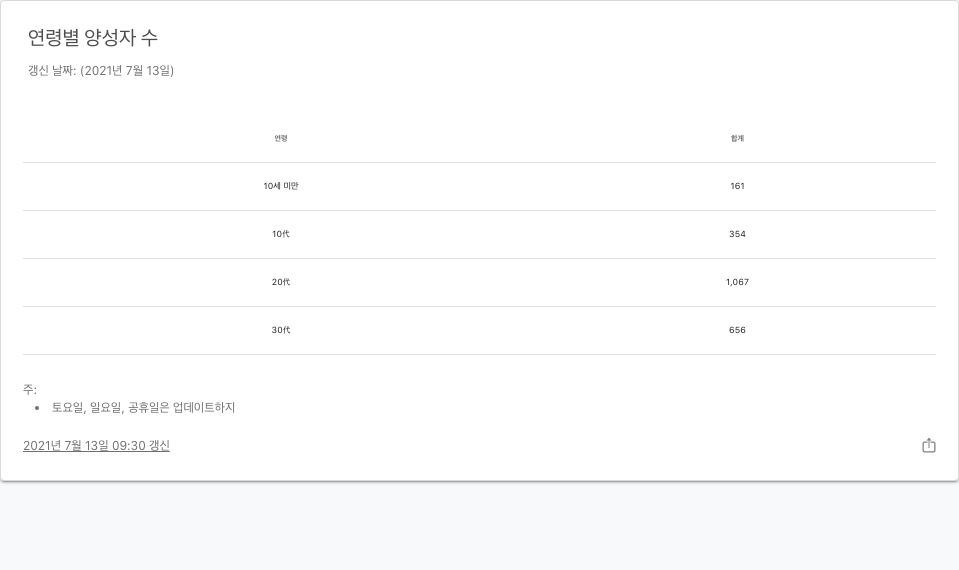 연령별 양성자 수
갱신 날짜: (2021년 7월 13일)
연령 합계
10세 미만 161
10代 354
20代 1,067
30代 656
주:
• 토요일, 일요일, 공휴일은 업데이트하지
2021년 7월 13일 09:30 갱신